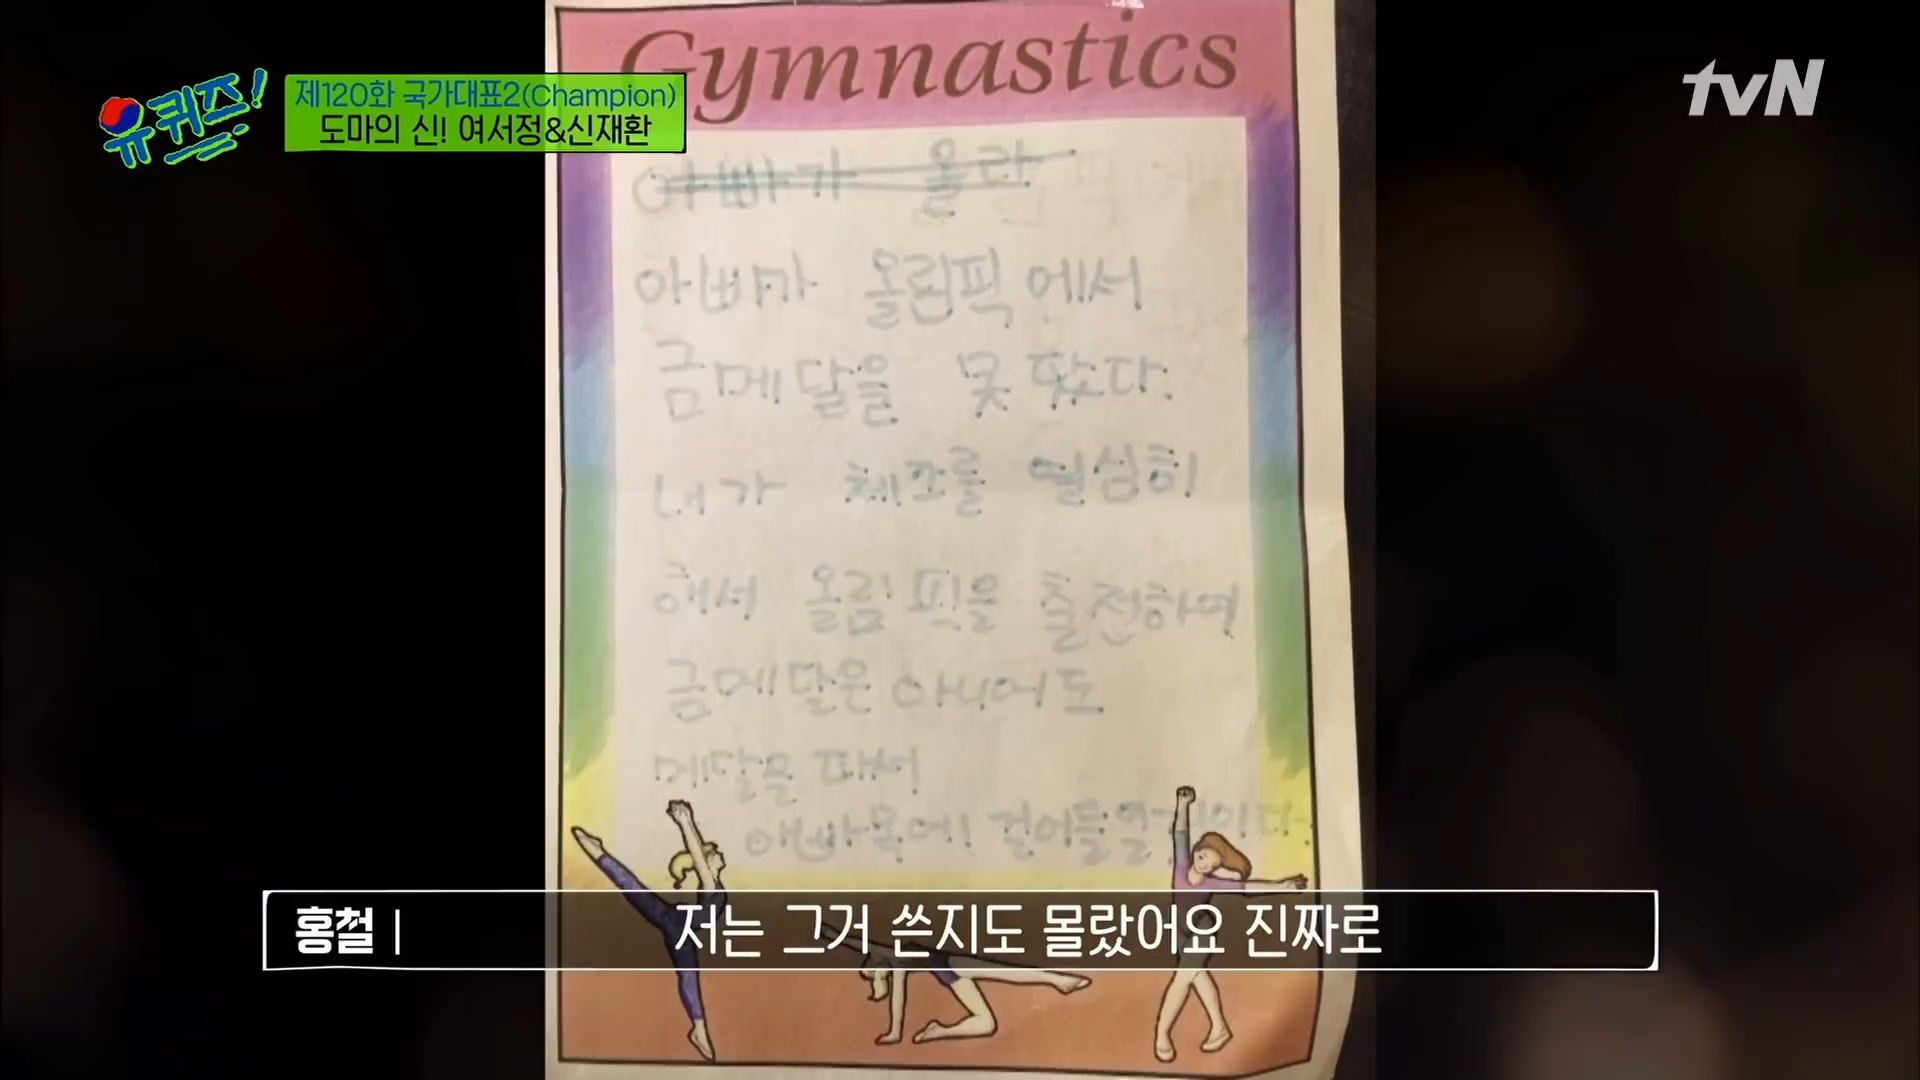 Gymnastics
유퀴즈!
제120화 국가대표2(Champion)
도마의 신! 여서정&신재환
tvN
아빠가 올란
아빠가 올림픽에서
금메달을 못 땄다.
내가 체조를 열심히
해서 올림픽을 출전하여
금메달은 아니어도
메달을 따서
아빠 목에 걸어들일것이다.
홍철 | 저는 그거 쓴지도 몰랐어요 진짜로